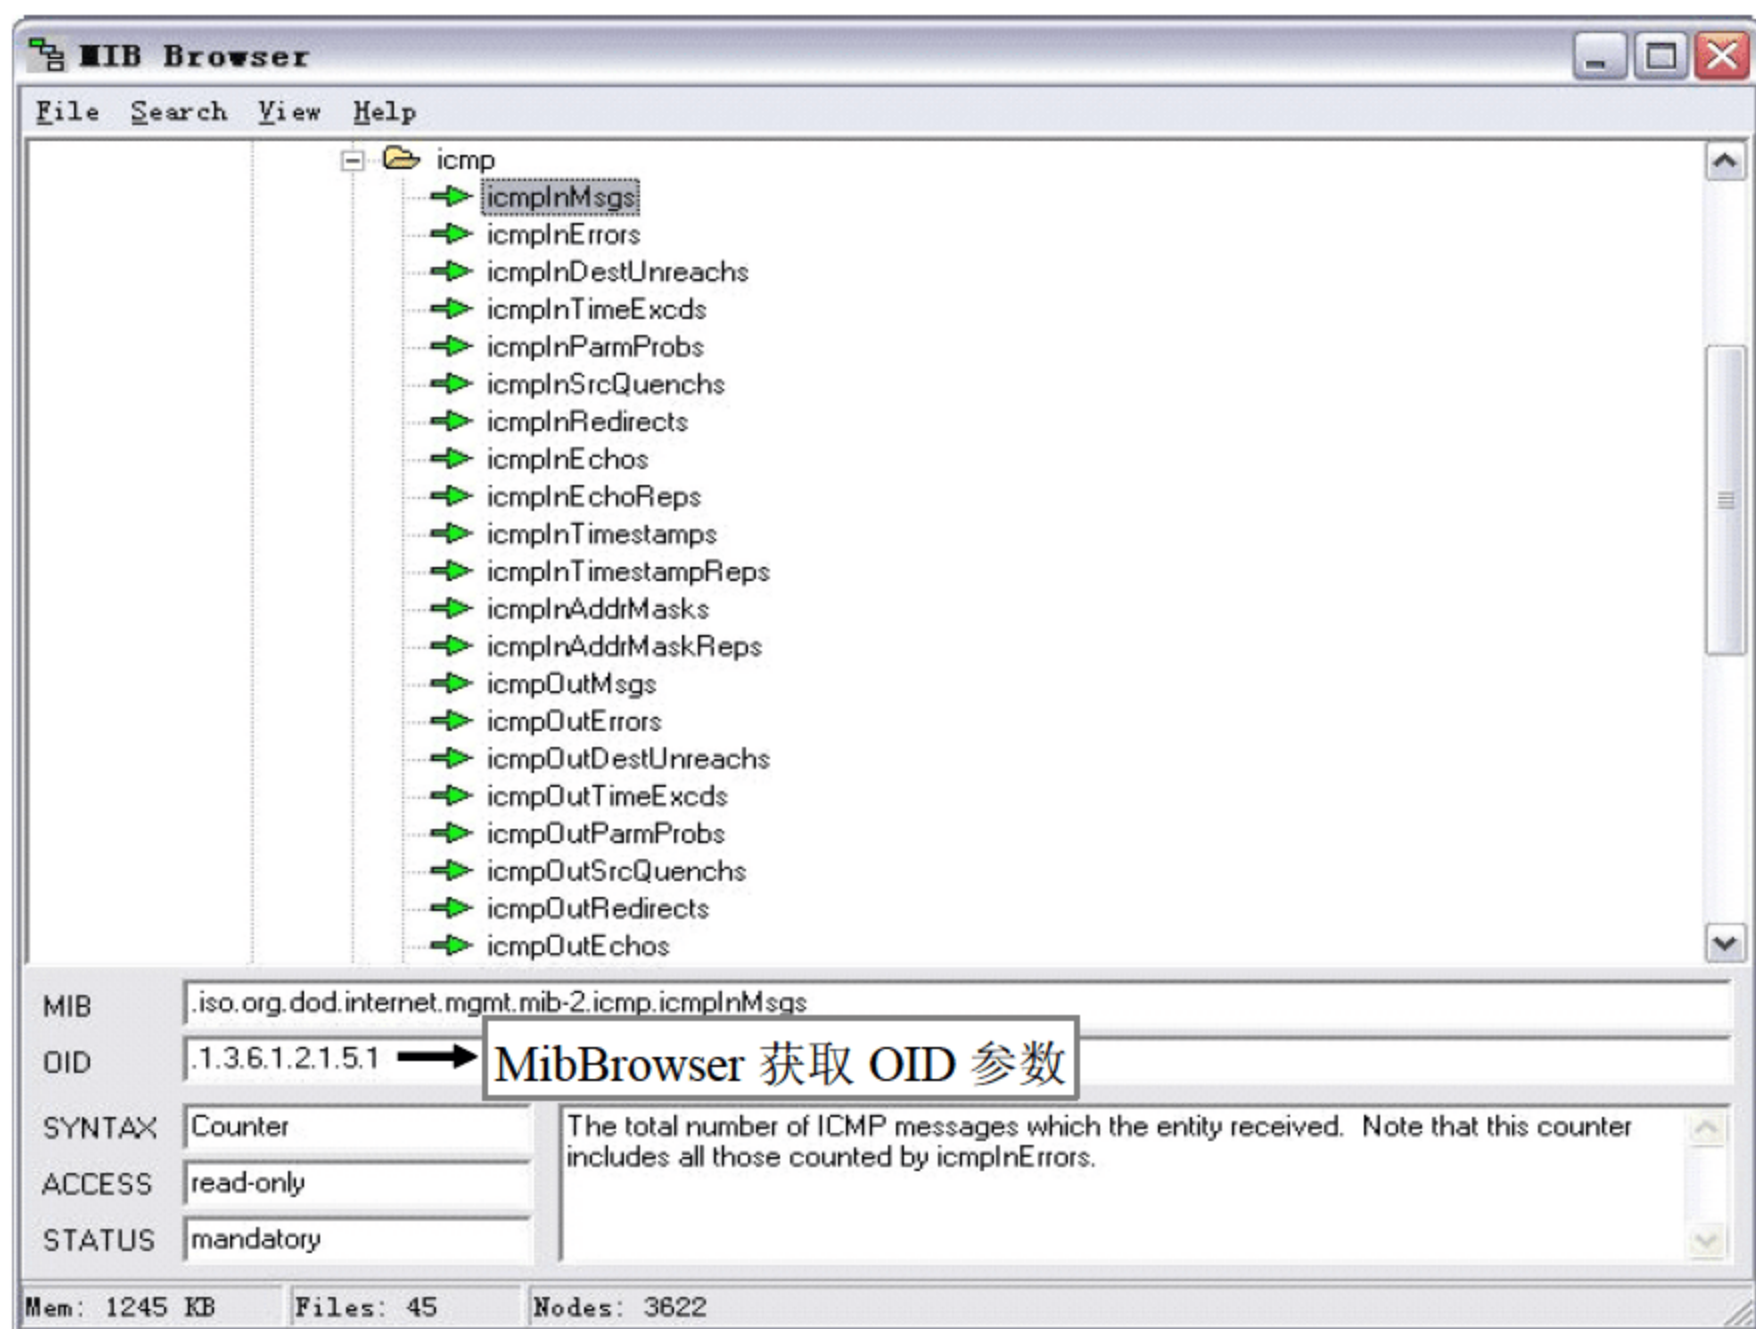 MIB Browser
File Search View Help
icmp
icmpInMsgs
icmpInErrors
icmpInDestUnreachs
icmpInTimeExcds
icmpInParmProbs
icmpInSrcQuenchs
icmpInRedirects
icmpInEchos
icmpInEchoReps
icmpInTimestamps
icmpInTimestampReps
icmpInAddrMasks
icmpInAddrMaskReps
icmpOutMsgs
icmpOutErrors
icmpOutDestUnreachs
icmpOutTimeExcds
icmpOutParmProbs
icmpOutSrcQuenchs
icmpOutRedirects
icmpOutEchos
MIB .iso.org.dod.internet.mgmt.mib-2.icmp.icmpInMsgs
OID .1.3.6.1.2.1.5.1 MibBrowser 获取 OID 参数
SYNTAX Counter
ACCESS read-only
STATUS mandatory
The total number of ICMP messages which the entity received. Note that this counter
includes all those counted by icmpInErrors.
Mem: 1245 KB Files: 45 Nodes: 3622